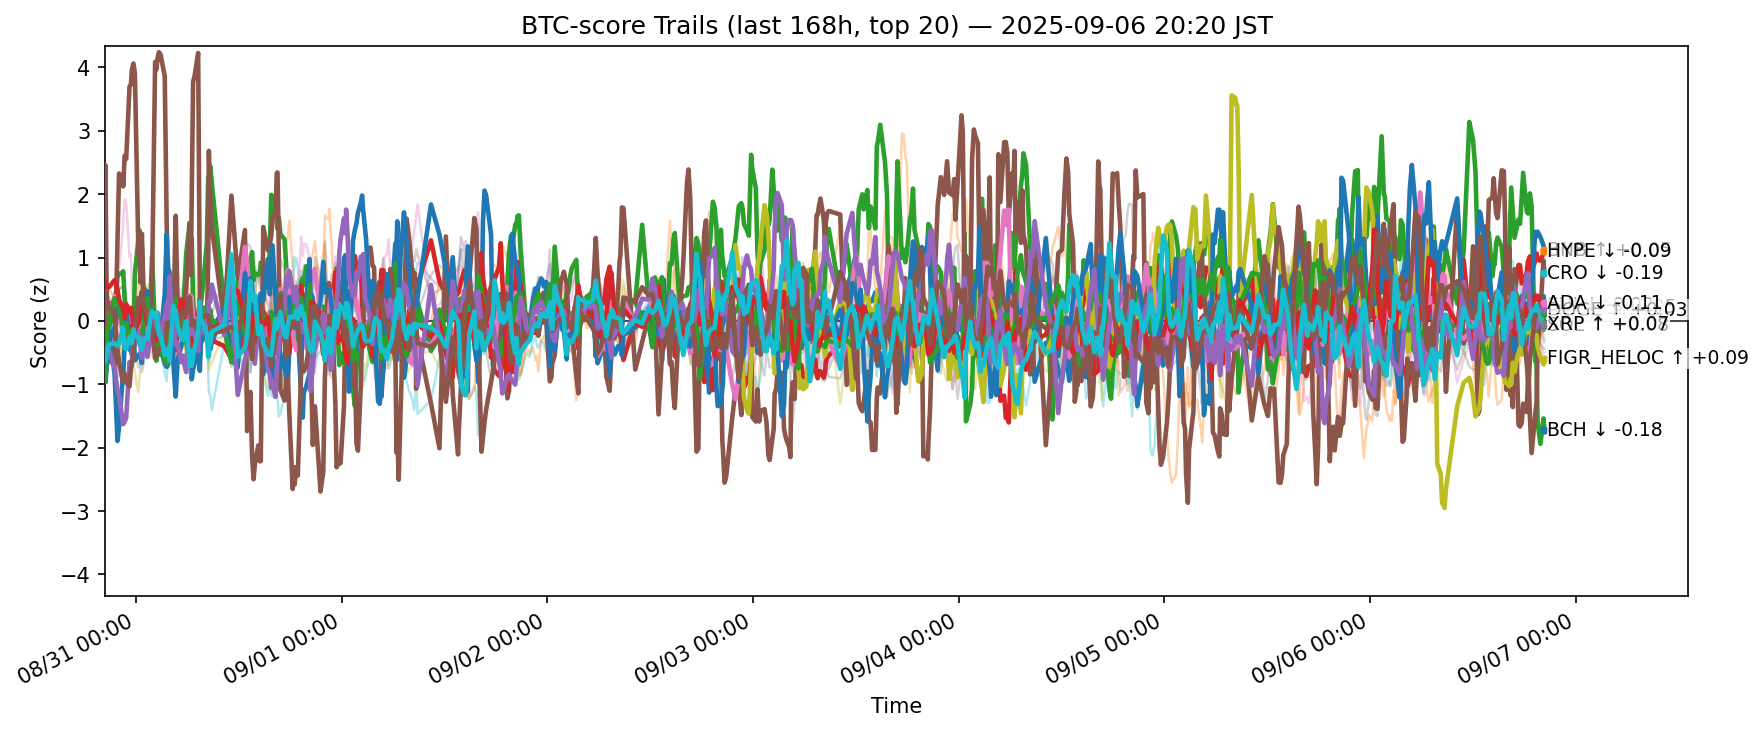 BTC-score Trails (last 168h, top 20) — 2025-09-06 20:20 JST
Score (z)
4
3
2
1
0
−1
−2
−3
−4
HYPE ↓ -0.09
CRO ↓ -0.19
ADA ↓ -0.11
XRP ↑ +0.07
FIGR_HELOC ↑ +0.09
BCH ↓ -0.18
08/31 00:00
09/01 00:00
09/02 00:00
09/03 00:00
09/04 00:00
09/05 00:00
09/06 00:00
09/07 00:00
Time